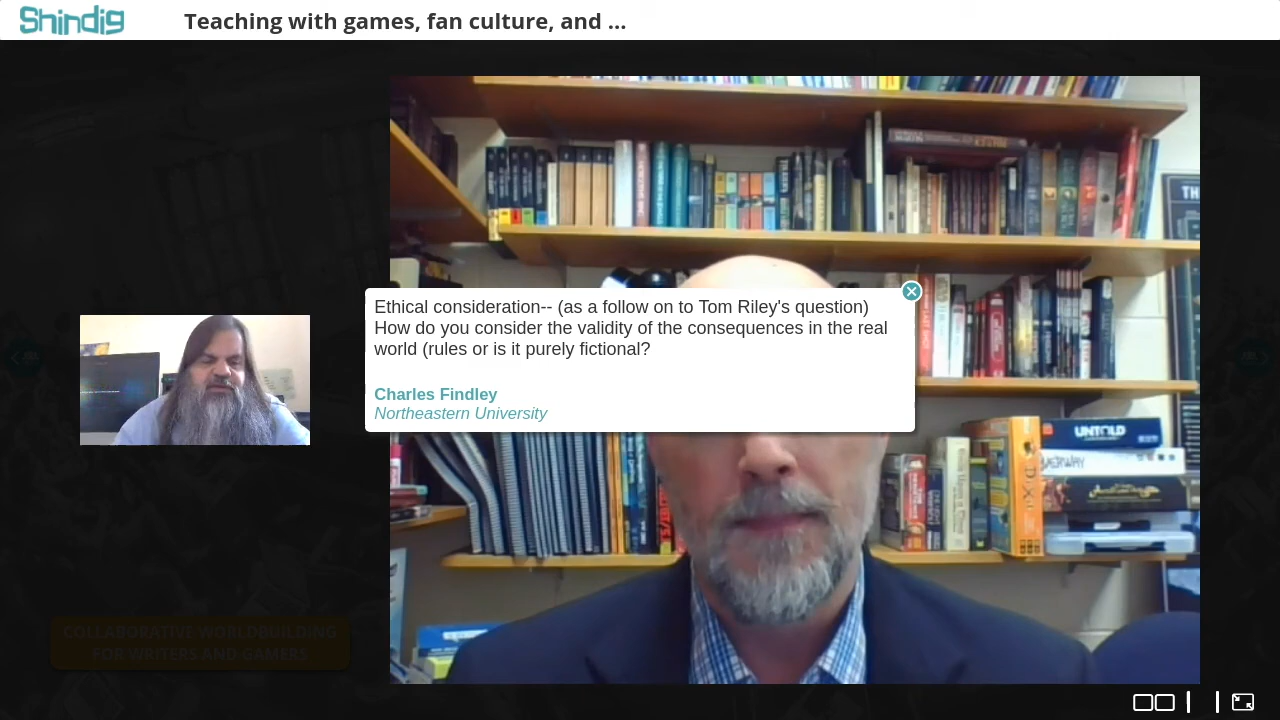 Shindig
Teaching with games, fan culture, and ...
TH
Ethical consideration-- (as a follow on to Tom Riley's question)
How do you consider the validity of the consequences in the real
world (rules or is it purely fictional?
Charles Findley
Northeastern University
UNTOLD
COLLABORATIVE WORLDBUILDING
FOR WRITERS AND GAMERS